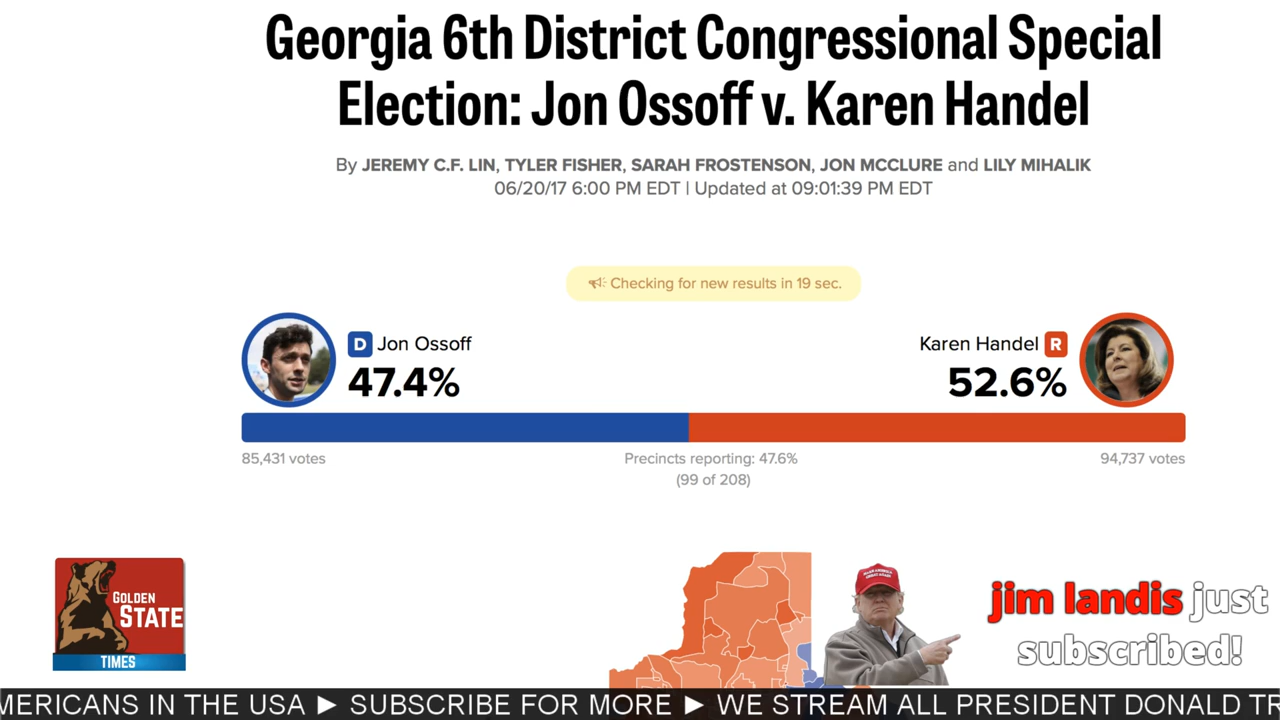 Georgia 6th District Congressional Special
Election: Jon Ossoff v. Karen Handel
By JEREMY C.F. LIN, TYLER FISHER, SARAH FROSTENSON, JON MCCLURE and LILY MIHALIK
06/20/17 6:00 PM EDT | Updated at 09:01:39 PM EDT
Checking for new results in 19 sec.
D Jon Ossoff
47.4%
Karen Handel R
52.6%
85,431 votes
Precincts reporting: 47.6%
(99 of 208)
94,737 votes
GOLDEN
STATE
TIMES
jim landis just
subscribed!
MERICANS IN THE USA ► SUBSCRIBE FOR MORE ► WE STREAM ALL PRESIDENT DONALD TR